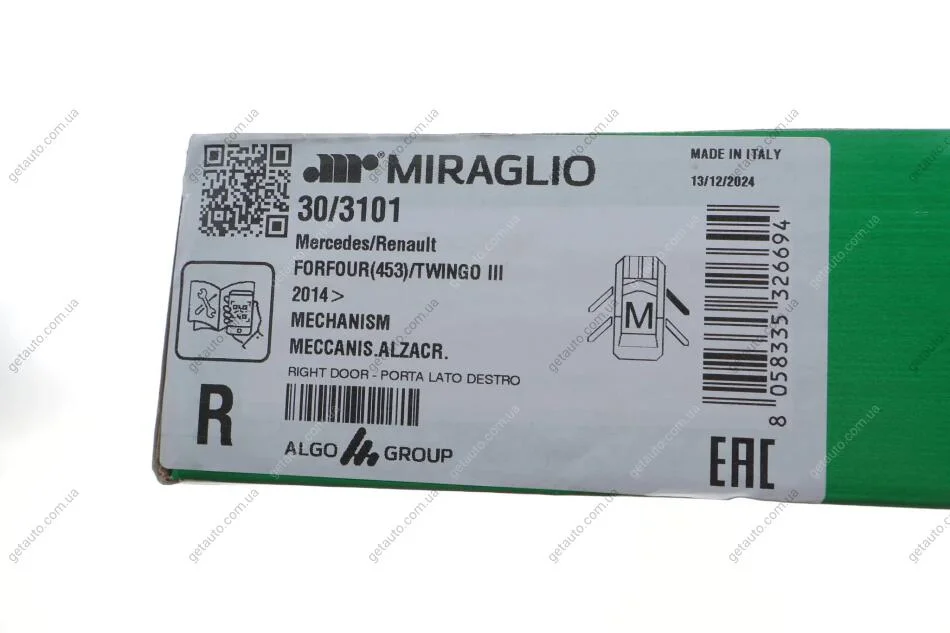 MIRAGLIO
30/3101
Mercedes/Renault
FORFOUR(453)/TWINGO III
2014>
MECHANISM
MECCANIS.ALZACR.
RIGHT DOOR - PORTA LATO DESTRO
R
ALGO GROUP
MADE IN ITALY
13/12/2024
M
8 058335 326694
EAC
getauto.com.ua